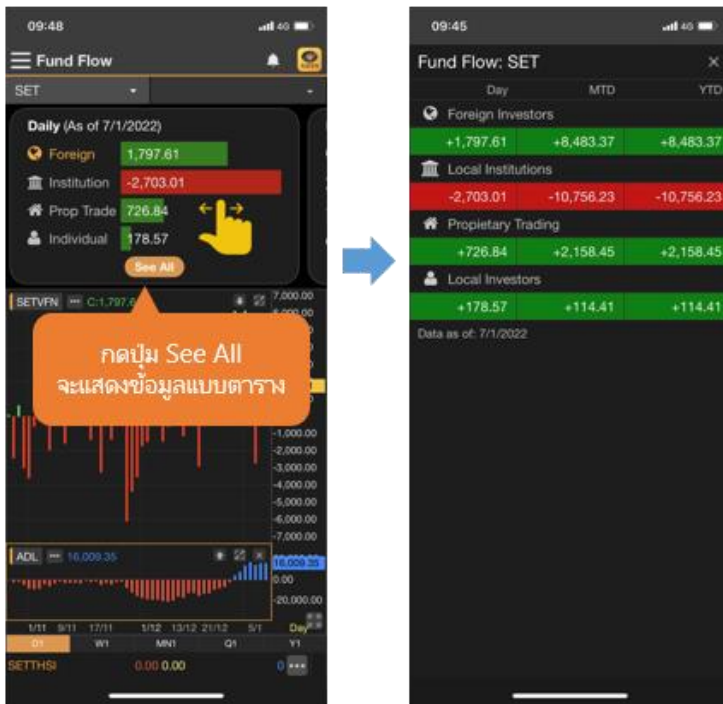 09:48
4G
Fund Flow
SET
Daily (As of 7/1/2022)
Foreign 1,797.61
Institution -2,703.01
Prop Trade 726.84
Individual 178.57
See All
SETVFN C:1,797.6
7,000.00
กดปุ่ม See All
จะแสดงข้อมูลแบบตาราง
-1,000.00
-2,000.00
-3,000.00
-4,000.00
-5,000.00
-6,000.00
-7,000.00
ADL 16,009.35
16,009.35
0.00
-20,000.00
1/11 9/11 17/11 1/12 13/12 21/12 5/1 Day
D1 W1 MN1 Q1 Y1
SETTHSI 0.00 0.00 0
09:45
4G
Fund Flow: SET
Day MTD YTD
Foreign Investors
+1,797.61 +8,483.37 +8,483.37
Local Institutions
-2,703.01 -10,756.23 -10,756.23
Propietary Trading
+726.84 +2,158.45 +2,158.45
Local Investors
+178.57 +114.41 +114.41
Data as of: 7/1/2022